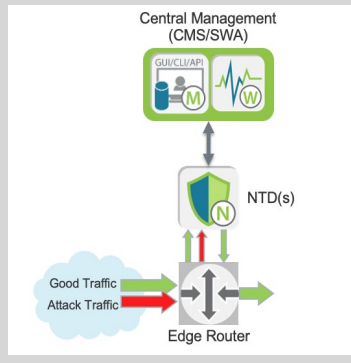 Central Management
(CMS/SWA)
GUI/CLI/API
M
W
NTD(s)
N
Good Traffic
Attack Traffic
Edge Router